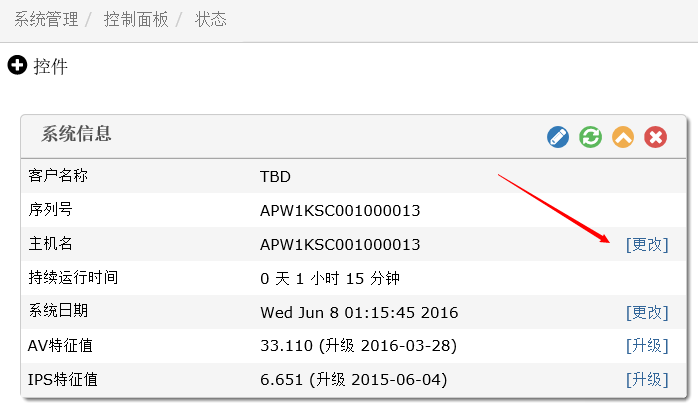 系统管理 / 控制面板 / 状态
控件
系统信息
客户名称 TBD
序列号 APW1KSC001000013
主机名 APW1KSC001000013 [更改]
持续运行时间 0 天 1 小时 15 分钟
系统日期 Wed Jun 8 01:15:45 2016 [更改]
AV特征值 33.110 (升级 2016-03-28) [升级]
IPS特征值 6.651 (升级 2015-06-04) [升级]